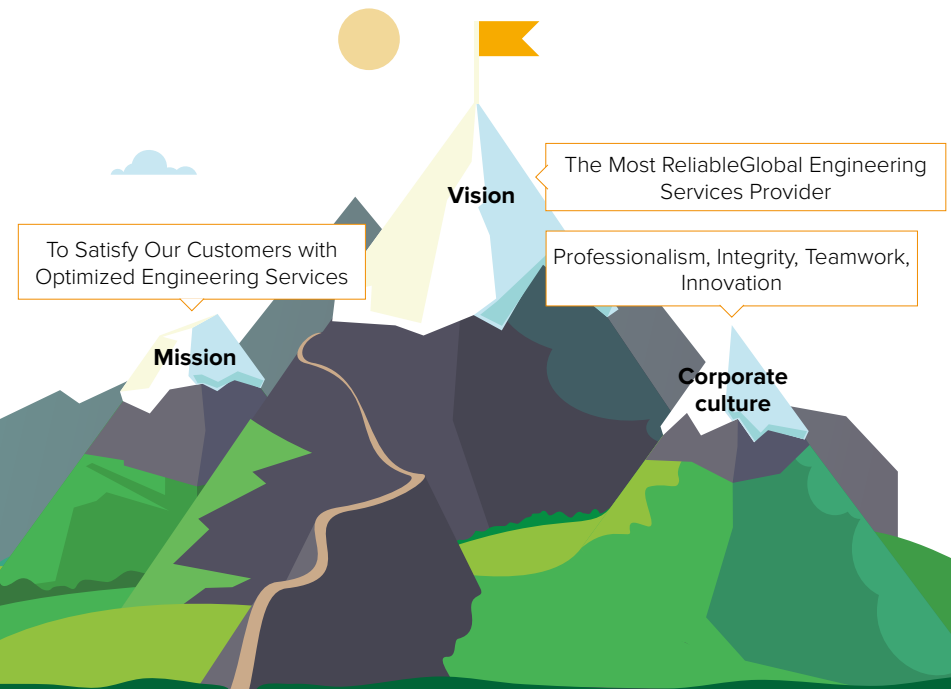 Vision
The Most ReliableGlobal Engineering
Services Provider
To Satisfy Our Customers with
Optimized Engineering Services
Mission
Professionalism, Integrity, Teamwork,
Innovation
Corporate
culture